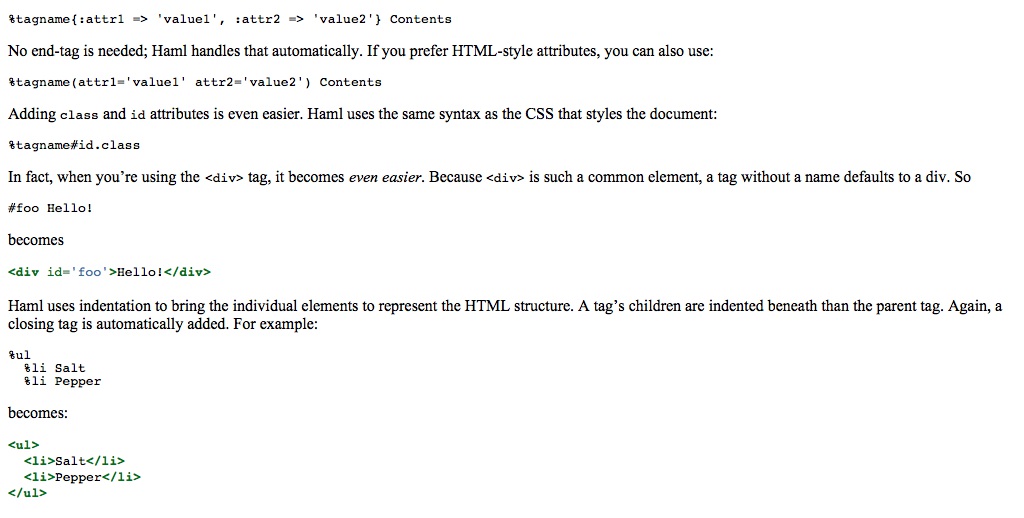 %tagname{:attr1 => 'value1', :attr2 => 'value2'} Contents
No end-tag is needed; Haml handles that automatically. If you prefer HTML-style attributes, you can also use:
%tagname(attr1='value1' attr2='value2') Contents
Adding class and id attributes is even easier. Haml uses the same syntax as the CSS that styles the document:
%tagname#id.class
In fact, when you’re using the <div> tag, it becomes even easier. Because <div> is such a common element, a tag without a name defaults to a div. So
#foo Hello!
becomes
<div id='foo'>Hello!</div>
Haml uses indentation to bring the individual elements to represent the HTML structure. A tag’s children are indented beneath than the parent tag. Again, a
closing tag is automatically added. For example:
%ul
  %li Salt
  %li Pepper
becomes:
<ul>
  <li>Salt</li>
  <li>Pepper</li>
</ul>